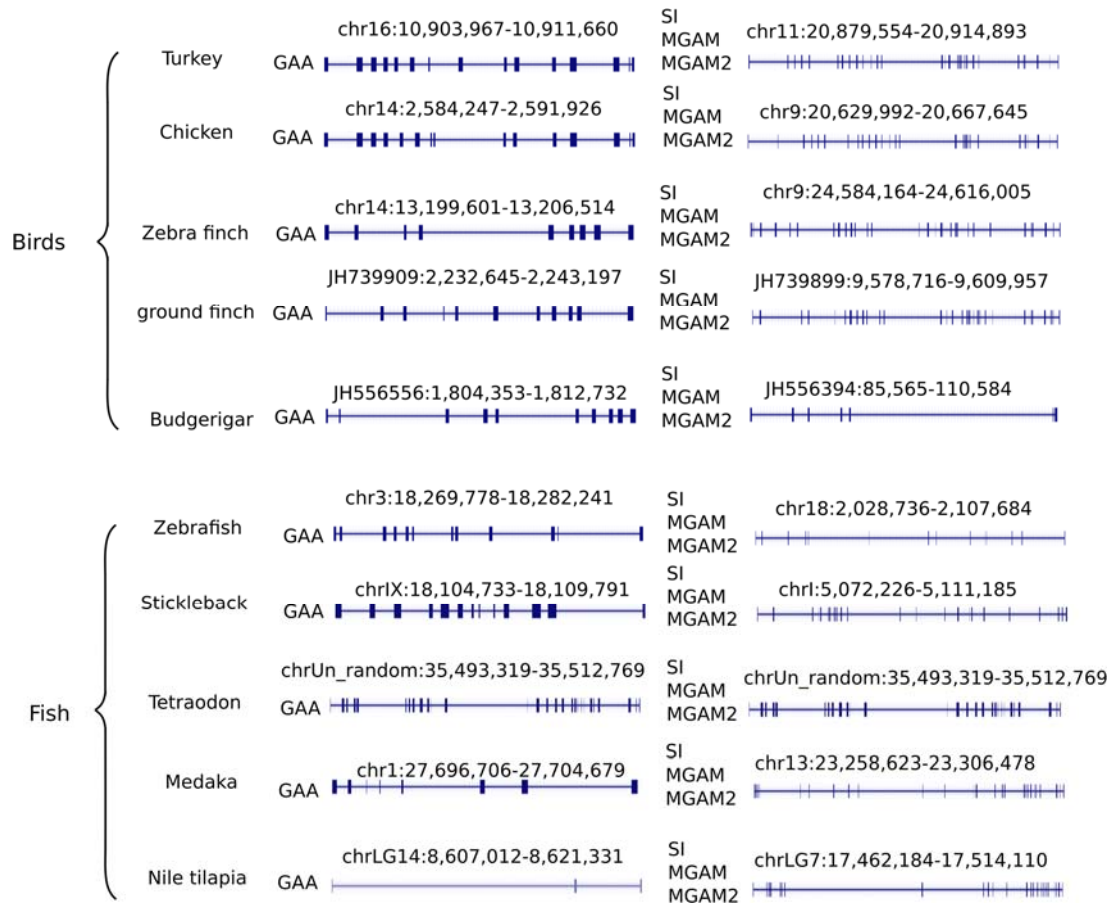 chr16:10,903,967-10,911,660
SI
MGAM
chr11:20,879,554-20,914,893
Turkey
GAA
MGAM2
chr14:2,584,247-2,591,926
SI
MGAM
chr9:20,629,992-20,667,645
Chicken
GAA
MGAM2
chr14:13,199,601-13,206,514
SI
MGAM
chr9:24,584,164-24,616,005
Birds
Zebra finch
GAA
MGAM2
JH739909:2,232,645-2,243,197
SI
MGAM
JH739899:9,578,716-9,609,957
ground finch
GAA
MGAM2
JH556556:1,804,353-1,812,732
SI
MGAM
JH556394:85,565-110,584
Budgerigar
GAA
MGAM2
chr3:18,269,778-18,282,241
SI
MGAM
chr18:2,028,736-2,107,684
Zebrafish
GAA
MGAM2
chrIX:18,104,733-18,109,791
SI
MGAM
chrI:5,072,226-5,111,185
Stickleback
GAA
MGAM2
chrUn_random:35,493,319-35,512,769
SI
MGAM
chrUn_random:35,493,319-35,512,769
Fish
Tetraodon
GAA
MGAM2
chr1:27,696,706-27,704,679
SI
MGAM
chr13:23,258,623-23,306,478
Medaka
GAA
MGAM2
chrLG14:8,607,012-8,621,331
SI
MGAM
chrLG7:17,462,184-17,514,110
Nile tilapia
GAA
MGAM2